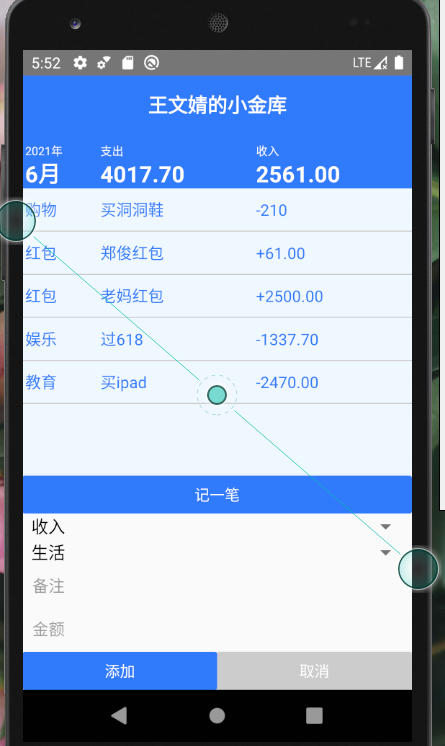 5:52 LTE
王文婧的小金库
2021年 支出 收入
6月 4017.70 2561.00
购物 买洞洞鞋 -210
红包 郑俊红包 +61.00
红包 老妈红包 +2500.00
娱乐 过618 -1337.70
教育 买ipad -2470.00
记一笔
收入
生活
备注
金额
添加 取消